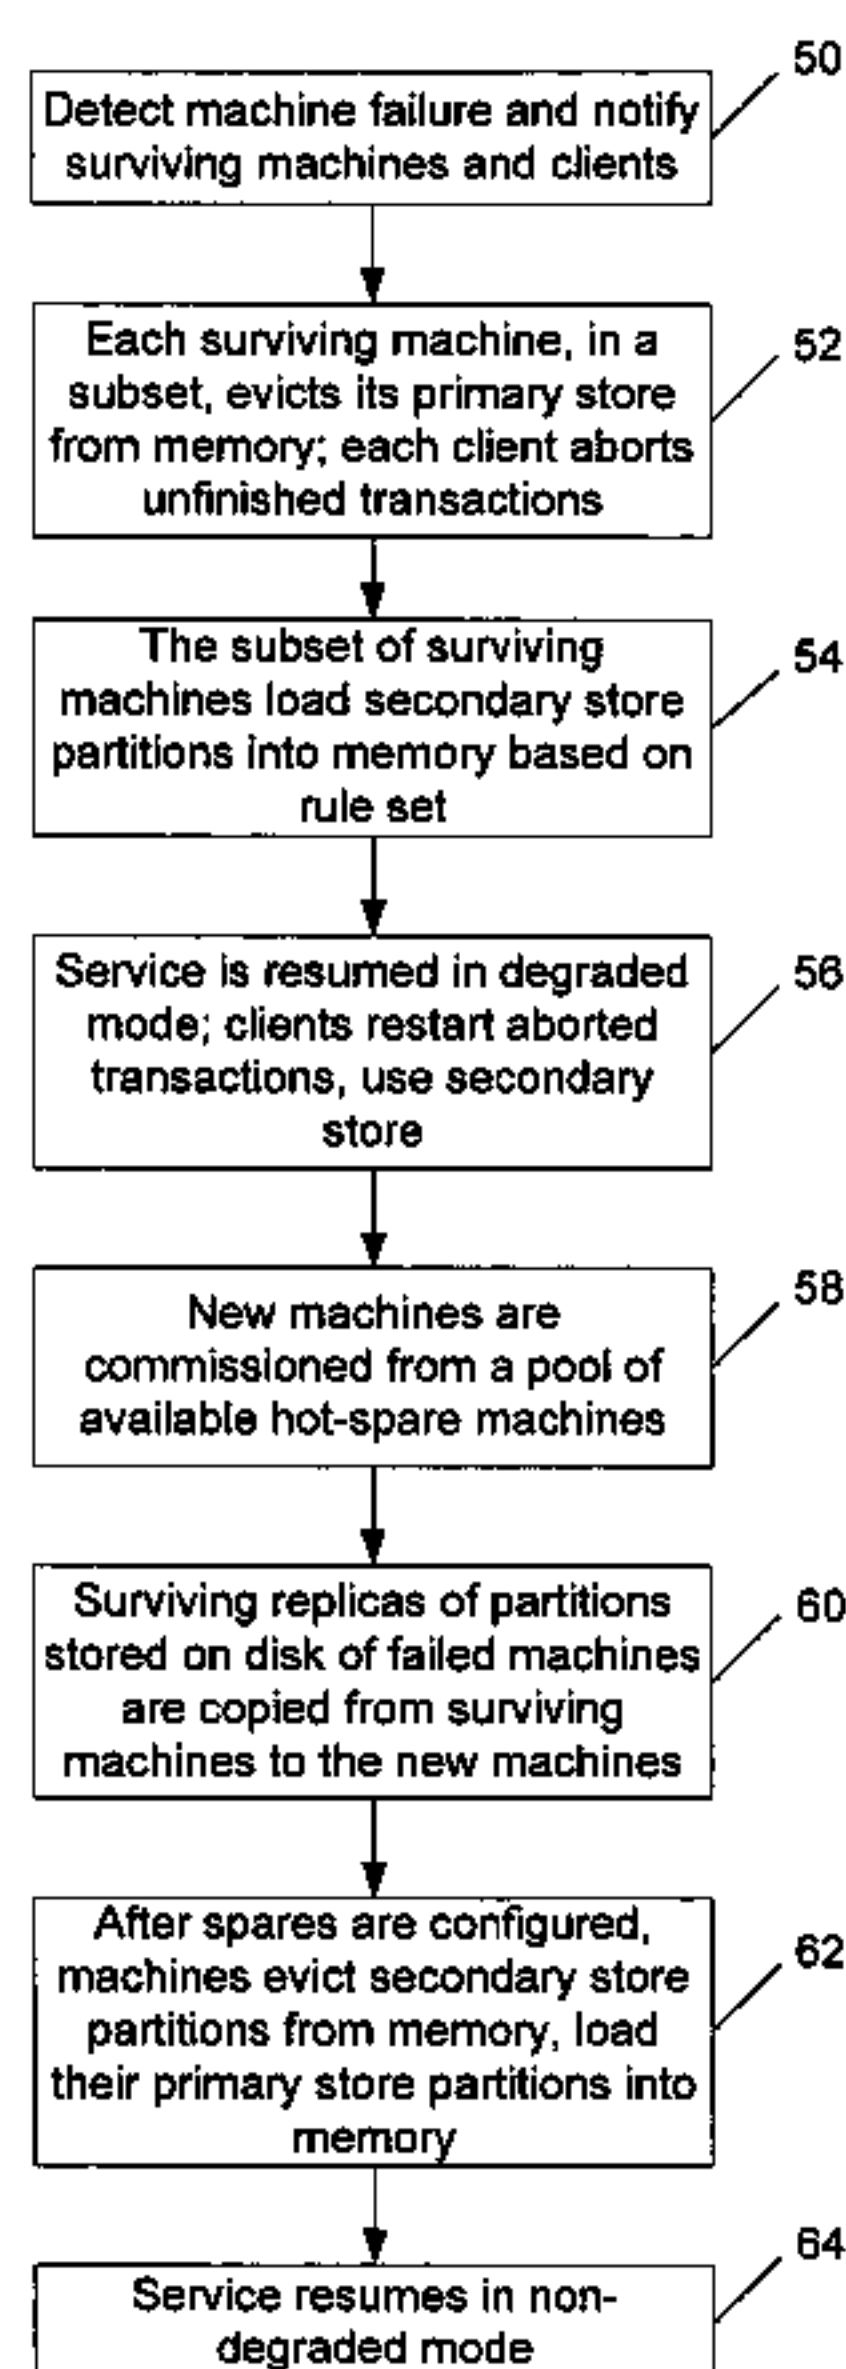 50
Detect machine failure and notify
surviving machines and clients
52
Each surviving machine, in a
subset, evicts its primary store
from memory; each client aborts
unfinished transactions
54
The subset of surviving
machines load secondary store
partitions into memory based on
rule set
56
Service is resumed in degraded
mode; clients restart aborted
transactions, use secondary
store
58
New machines are
commissioned from a pool of
available hot-spare machines
60
Surviving replicas of partitions
stored on disk of failed machines
are copied from surviving
machines to the new machines
62
After spares are configured,
machines evict secondary store
partitions from memory, load
their primary store partitions into
memory
64
Service resumes in non-
degraded mode